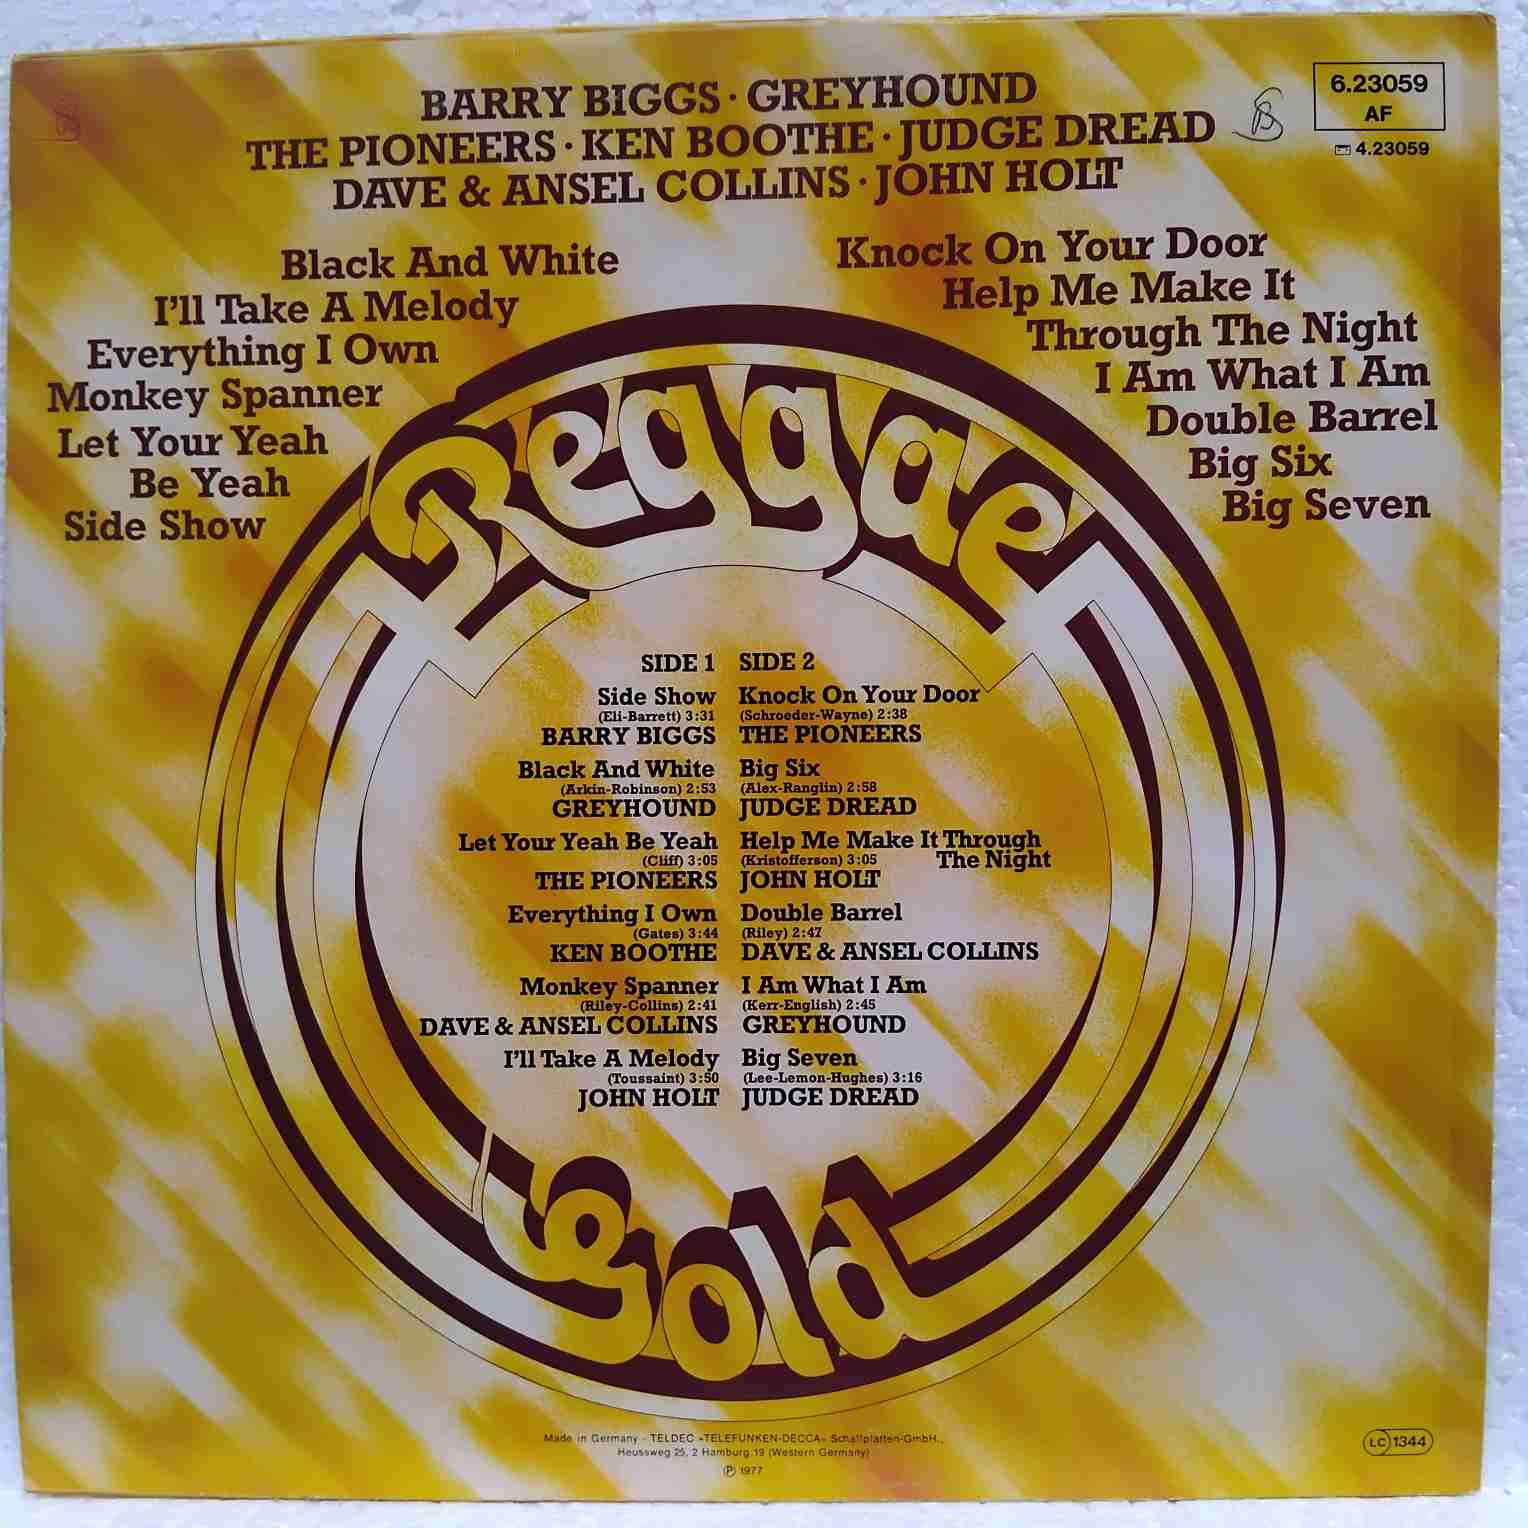 BARRY BIGGS · GREYHOUND
THE PIONEERS · KEN BOOTHE · JUDGE DREAD
DAVE & ANSEL COLLINS · JOHN HOLT
6.23059
AF
4.23059
Black And White
I'll Take A Melody
Everything I Own
Monkey Spanner
Let Your Yeah
Be Yeah
Side Show
Knock On Your Door
Help Me Make It
Through The Night
I Am What I Am
Double Barrel
Big Six
Big Seven
Reggae
SIDE 1
Side Show
(Eli-Barrett) 3:31
BARRY BIGGS
Black And White
(Arkin-Robinson) 2:53
GREYHOUND
Let Your Yeah Be Yeah
(Cliff) 3:05
THE PIONEERS
Everything I Own
(Gates) 3:44
KEN BOOTHE
Monkey Spanner
(Riley-Collins) 2:41
DAVE & ANSEL COLLINS
I'll Take A Melody
(Toussaint) 3:50
JOHN HOLT
SIDE 2
Knock On Your Door
(Schroeder-Wayne) 2:38
THE PIONEERS
Big Six
(Alex-Ranglin) 2:58
JUDGE DREAD
Help Me Make It Through
(Kristofferson) 3:05 The Night
JOHN HOLT
Double Barrel
(Riley) 2:47
DAVE & ANSEL COLLINS
I Am What I Am
(Kerr-English) 2:45
GREYHOUND
Big Seven
(Lee-Lemon-Hughes) 3:16
JUDGE DREAD
Gold
Made in Germany · TELDEC »TELEFUNKEN-DECCA« Schallplatten-GmbH.,
Heussweg 25, 2 Hamburg 19 (Western Germany)
℗ 1977
LC 1344